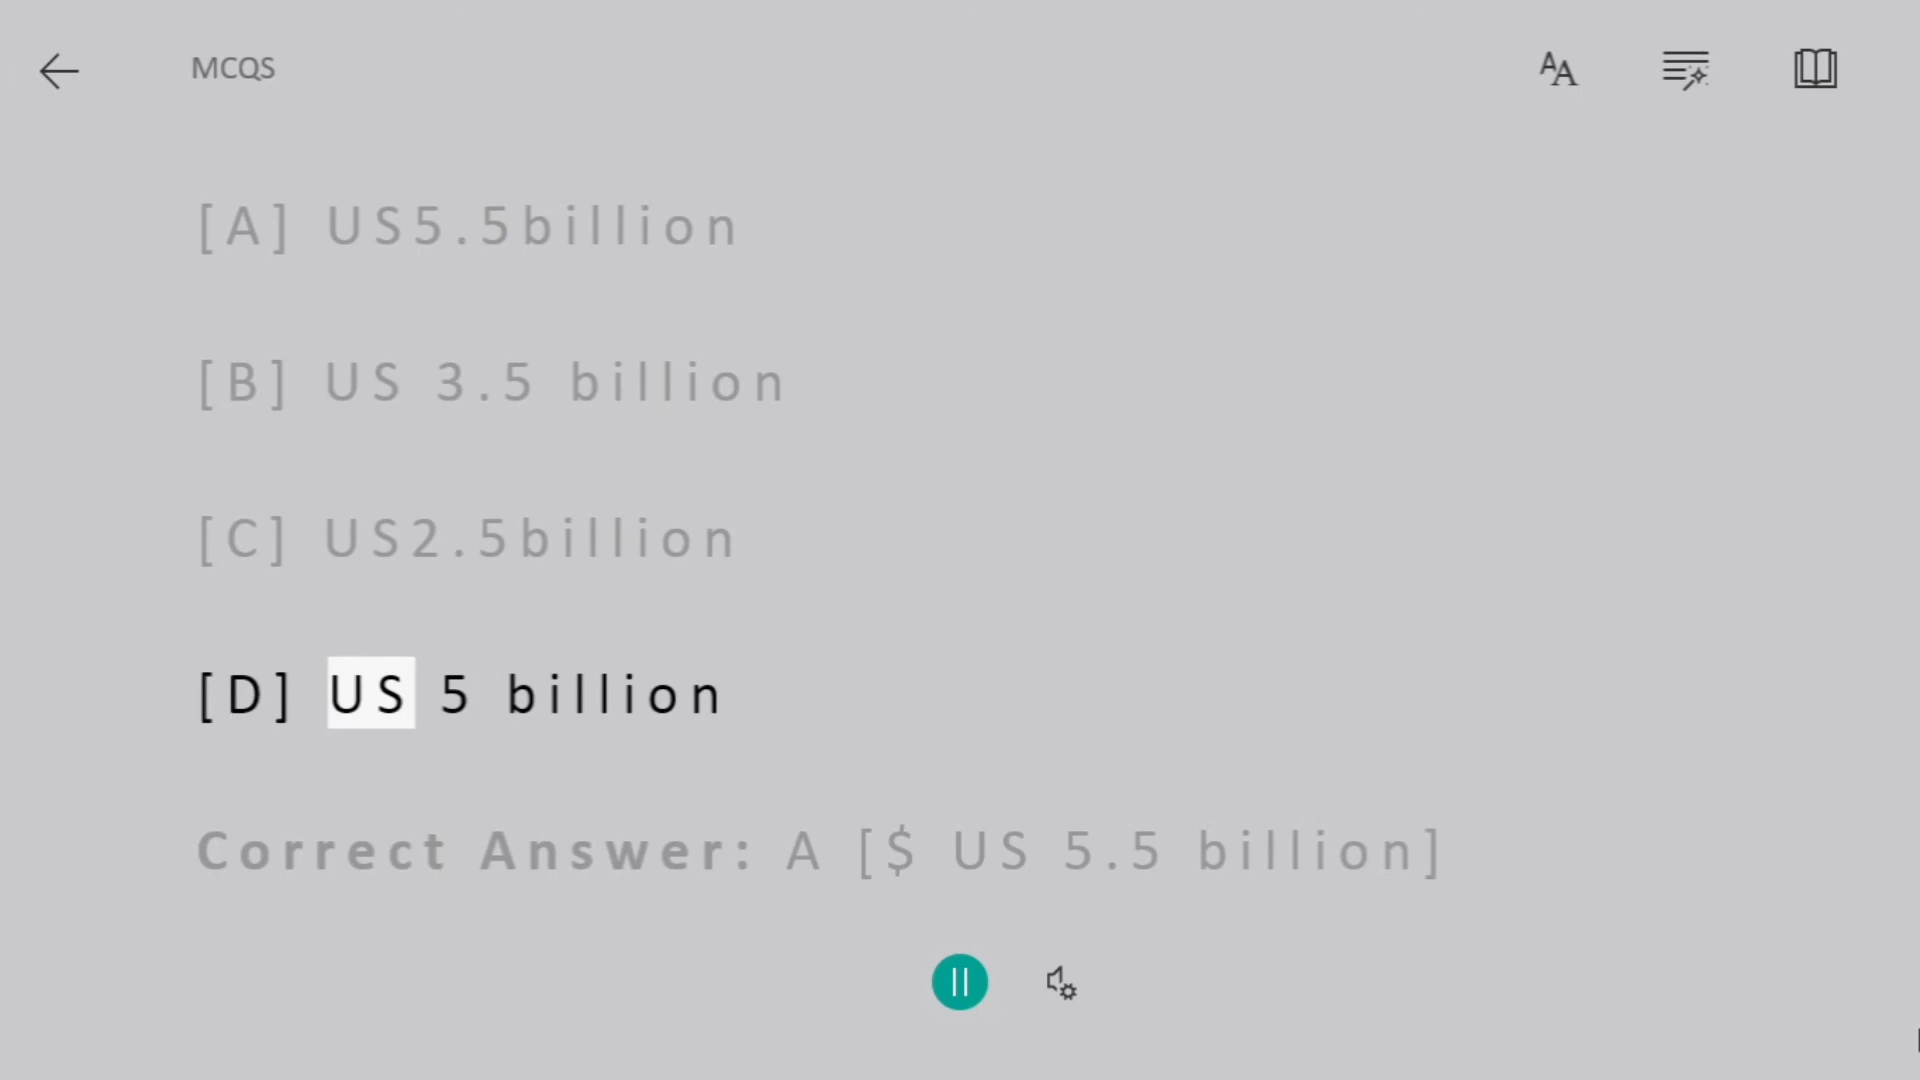 MCQS
[A] US5.5billion
[B] US 3.5 billion
[C] US2.5billion
[D] US 5 billion
Correct Answer: A [$ US 5.5 billion]